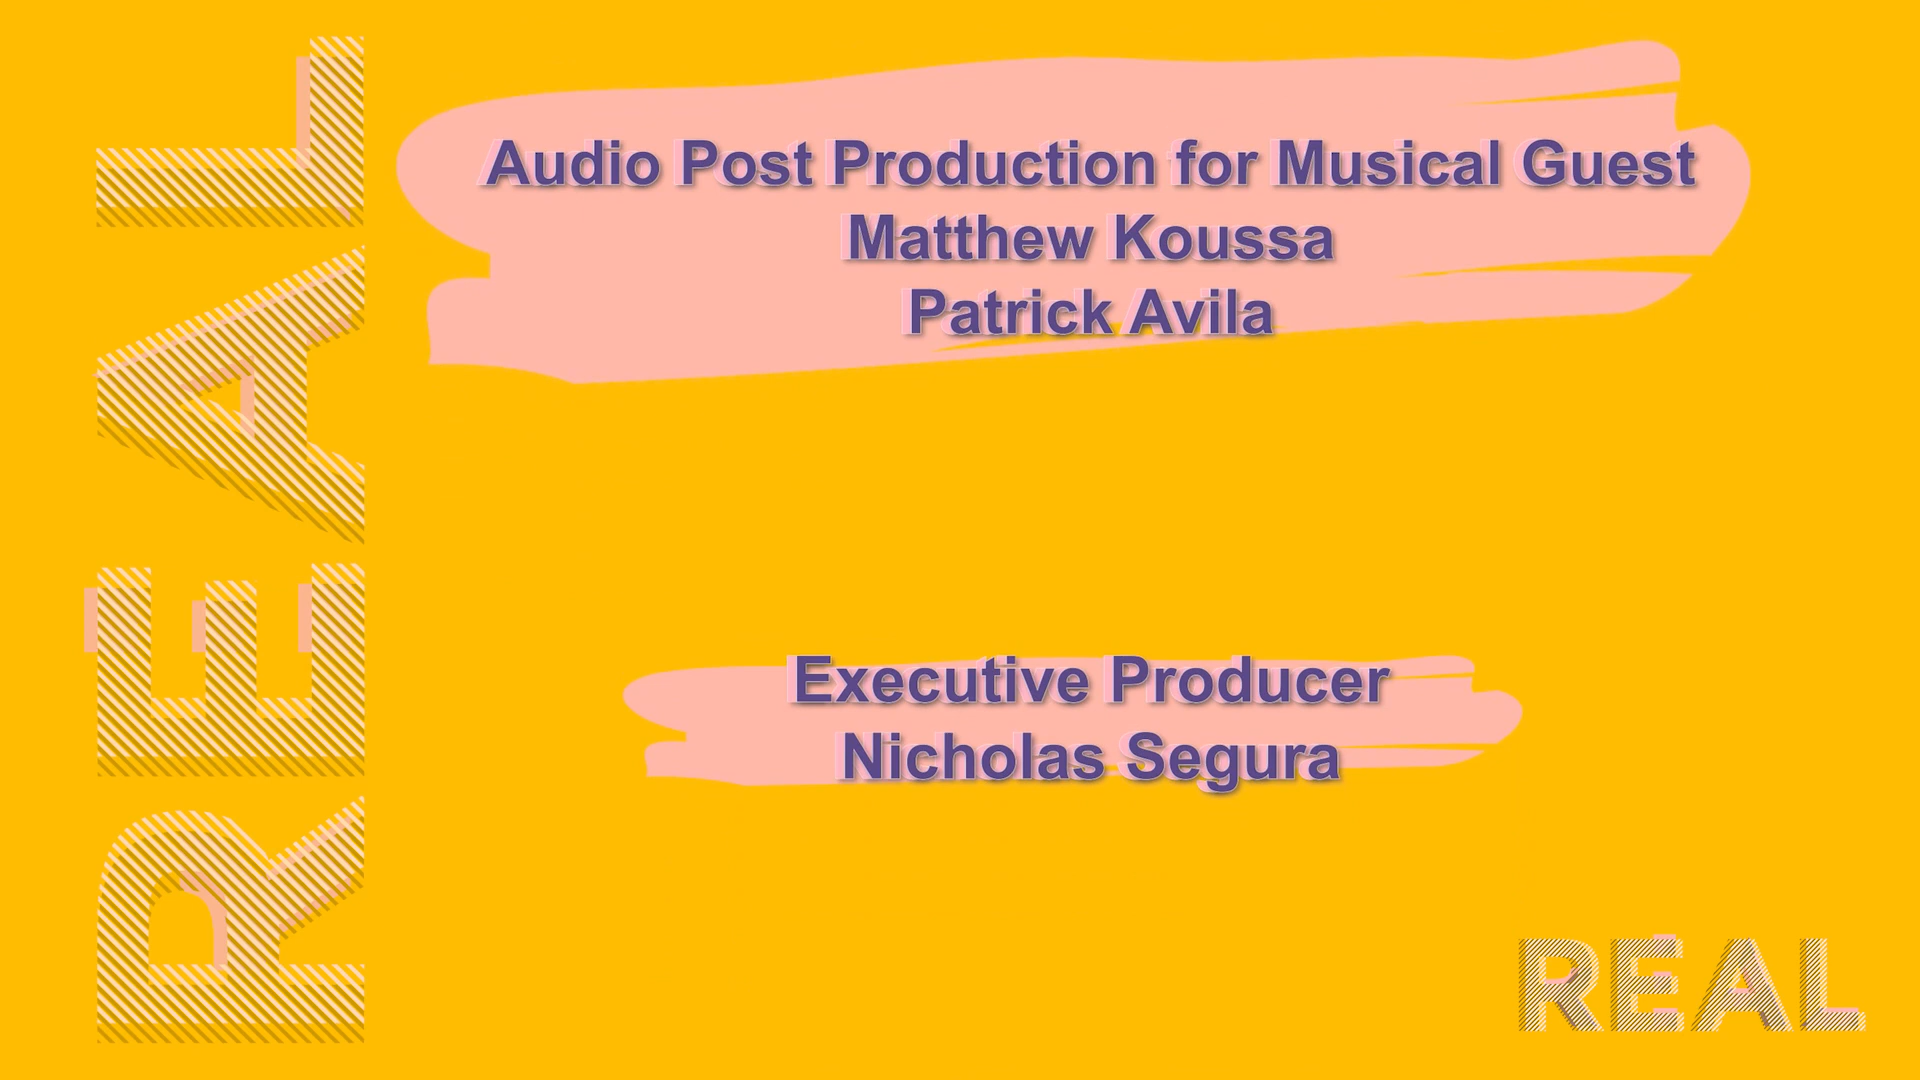 REAL
Audio Post Production for Musical Guest
Matthew Koussa
Patrick Avila
Executive Producer
Nicholas Segura
REAL